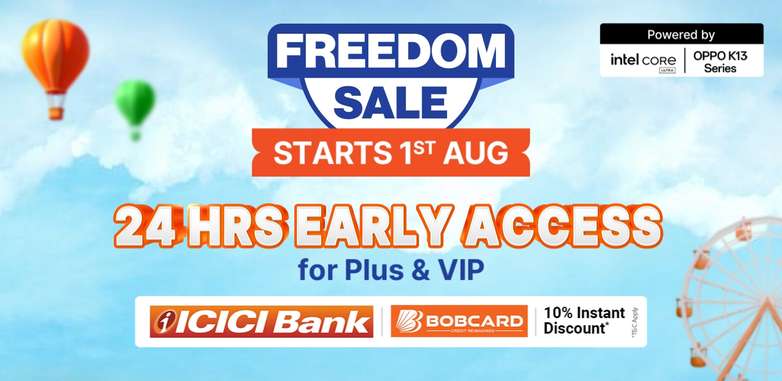 FREEDOM
SALE
STARTS 1ST AUG
Powered by
intel CORE
ULTRA
OPPO K13
Series
24 HRS EARLY ACCESS
for Plus & VIP
ICICI Bank
BOBCARD
10% Instant
Discount*
*T&C Apply